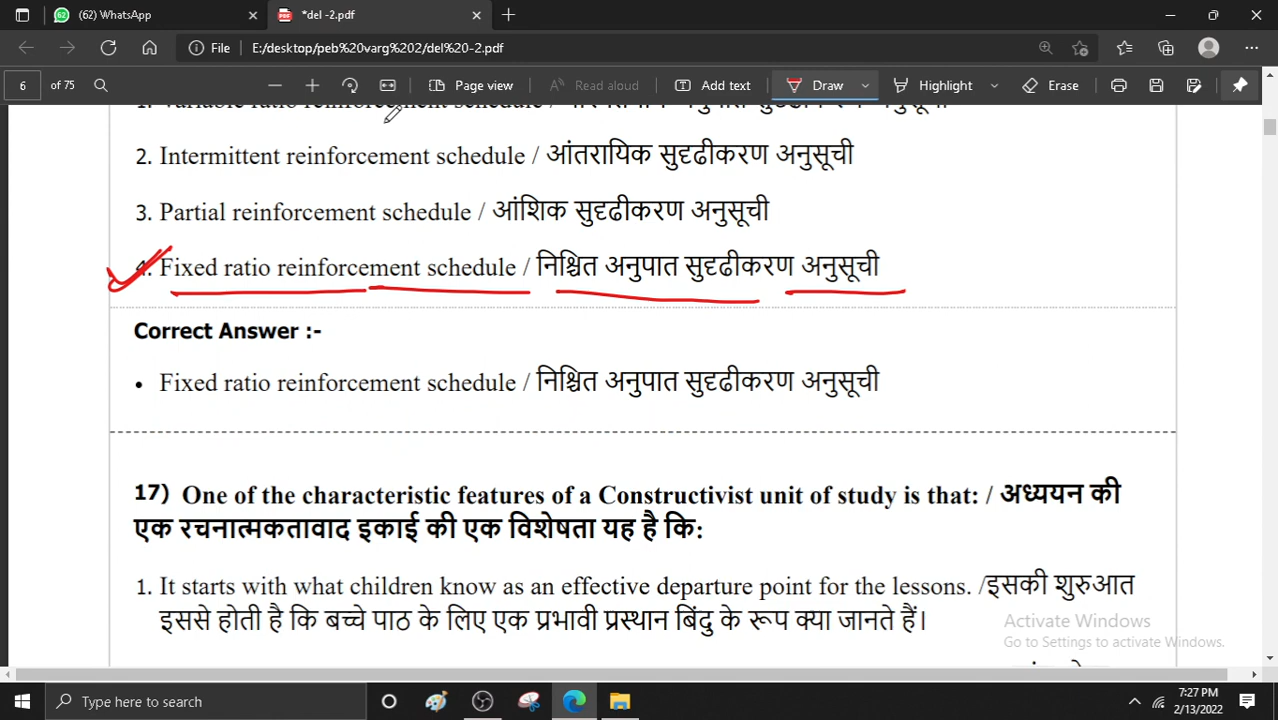 (62) WhatsApp
*del -2.pdf
File
E:/desktop/peb%20varg%202/del%20-2.pdf
6
of 75
Page view
Read aloud
Add text
Draw
Highlight
Erase
1. Variable ratio reinforcement schedule /
2. Intermittent reinforcement schedule / आंतरायिक सुदृढीकरण अनुसूची
3. Partial reinforcement schedule / आंशिक सुदृढीकरण अनुसूची
4. Fixed ratio reinforcement schedule / निश्चित अनुपात सुदृढीकरण अनुसूची
Correct Answer :-
• Fixed ratio reinforcement schedule / निश्चित अनुपात सुदृढीकरण अनुसूची
17) One of the characteristic features of a Constructivist unit of study is that: / अध्ययन की
एक रचनात्मकतावाद इकाई की एक विशेषता यह है कि:
1. It starts with what children know as an effective departure point for the lessons. /इसकी शुरुआत
इससे होती है कि बच्चे पाठ के लिए एक प्रभावी प्रस्थान बिंदु के रूप क्या जानते हैं।
Activate Windows
Go to Settings to activate Windows.
Type here to search
7:27 PM
2/13/2022